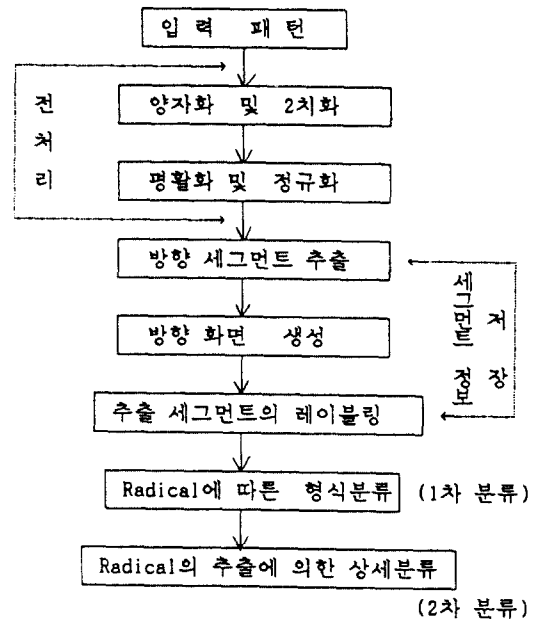 입력 패턴
전처리
양자화 및 2치화
명활화 및 정규화
방향 세그먼트 추출
세그먼트 정보
저장
방향 화면 생성
추출 세그먼트의 레이블링
Radical에 따른 형식분류 (1차 분류)
Radical의 추출에 의한 상세분류
(2차 분류)